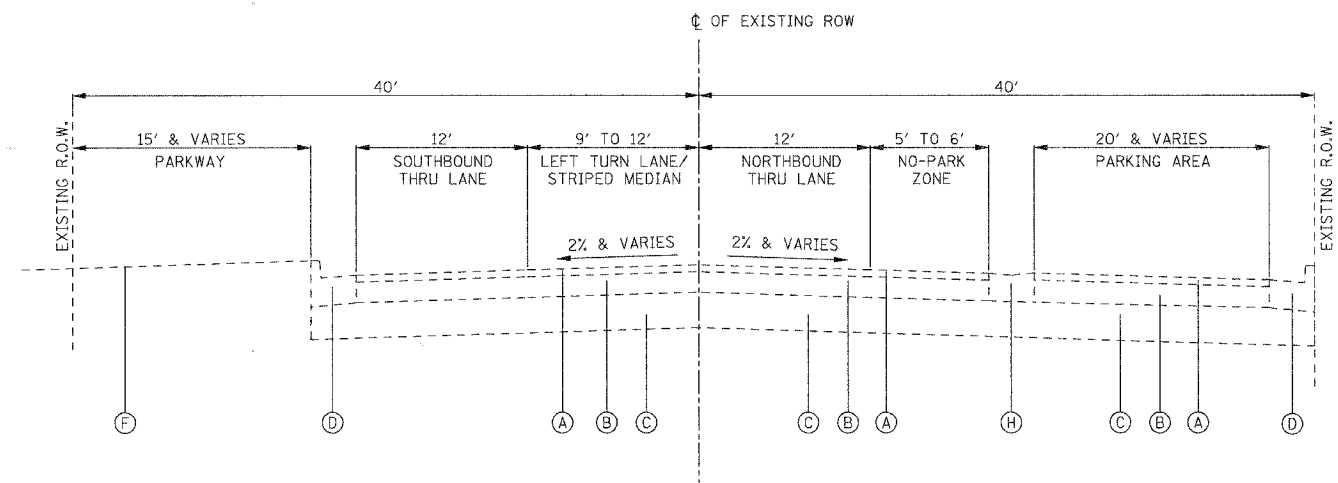 ℄ OF EXISTING ROW
40'
40'
EXISTING R.O.W.
15' & VARIES
PARKWAY
12'
SOUTHBOUND
THRU LANE
9' TO 12'
LEFT TURN LANE/
STRIPED MEDIAN
12'
NORTHBOUND
THRU LANE
5' TO 6'
NO-PARK
ZONE
20' & VARIES
PARKING AREA
EXISTING R.O.W.
2% & VARIES
2% & VARIES
F
D
A
B
C
C
B
A
H
C
B
A
D